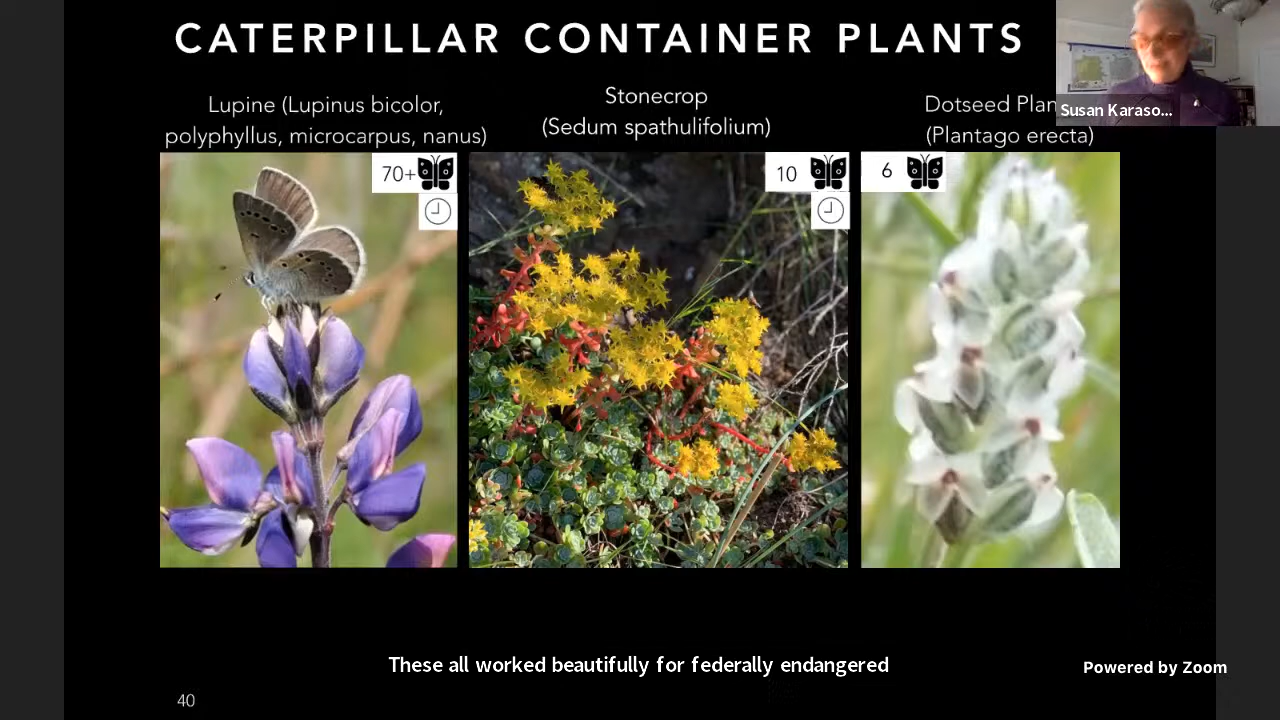 CATERPILLAR CONTAINER PLANTS
Susan Karaso...
Lupine (Lupinus bicolor,
polyphyllus, microcarpus, nanus)
Stonecrop
(Sedum spathulifolium)
Dotseed
(Plantago erecta)
70+
10
6
These all worked beautifully for federally endangered
Powered by Zoom
40